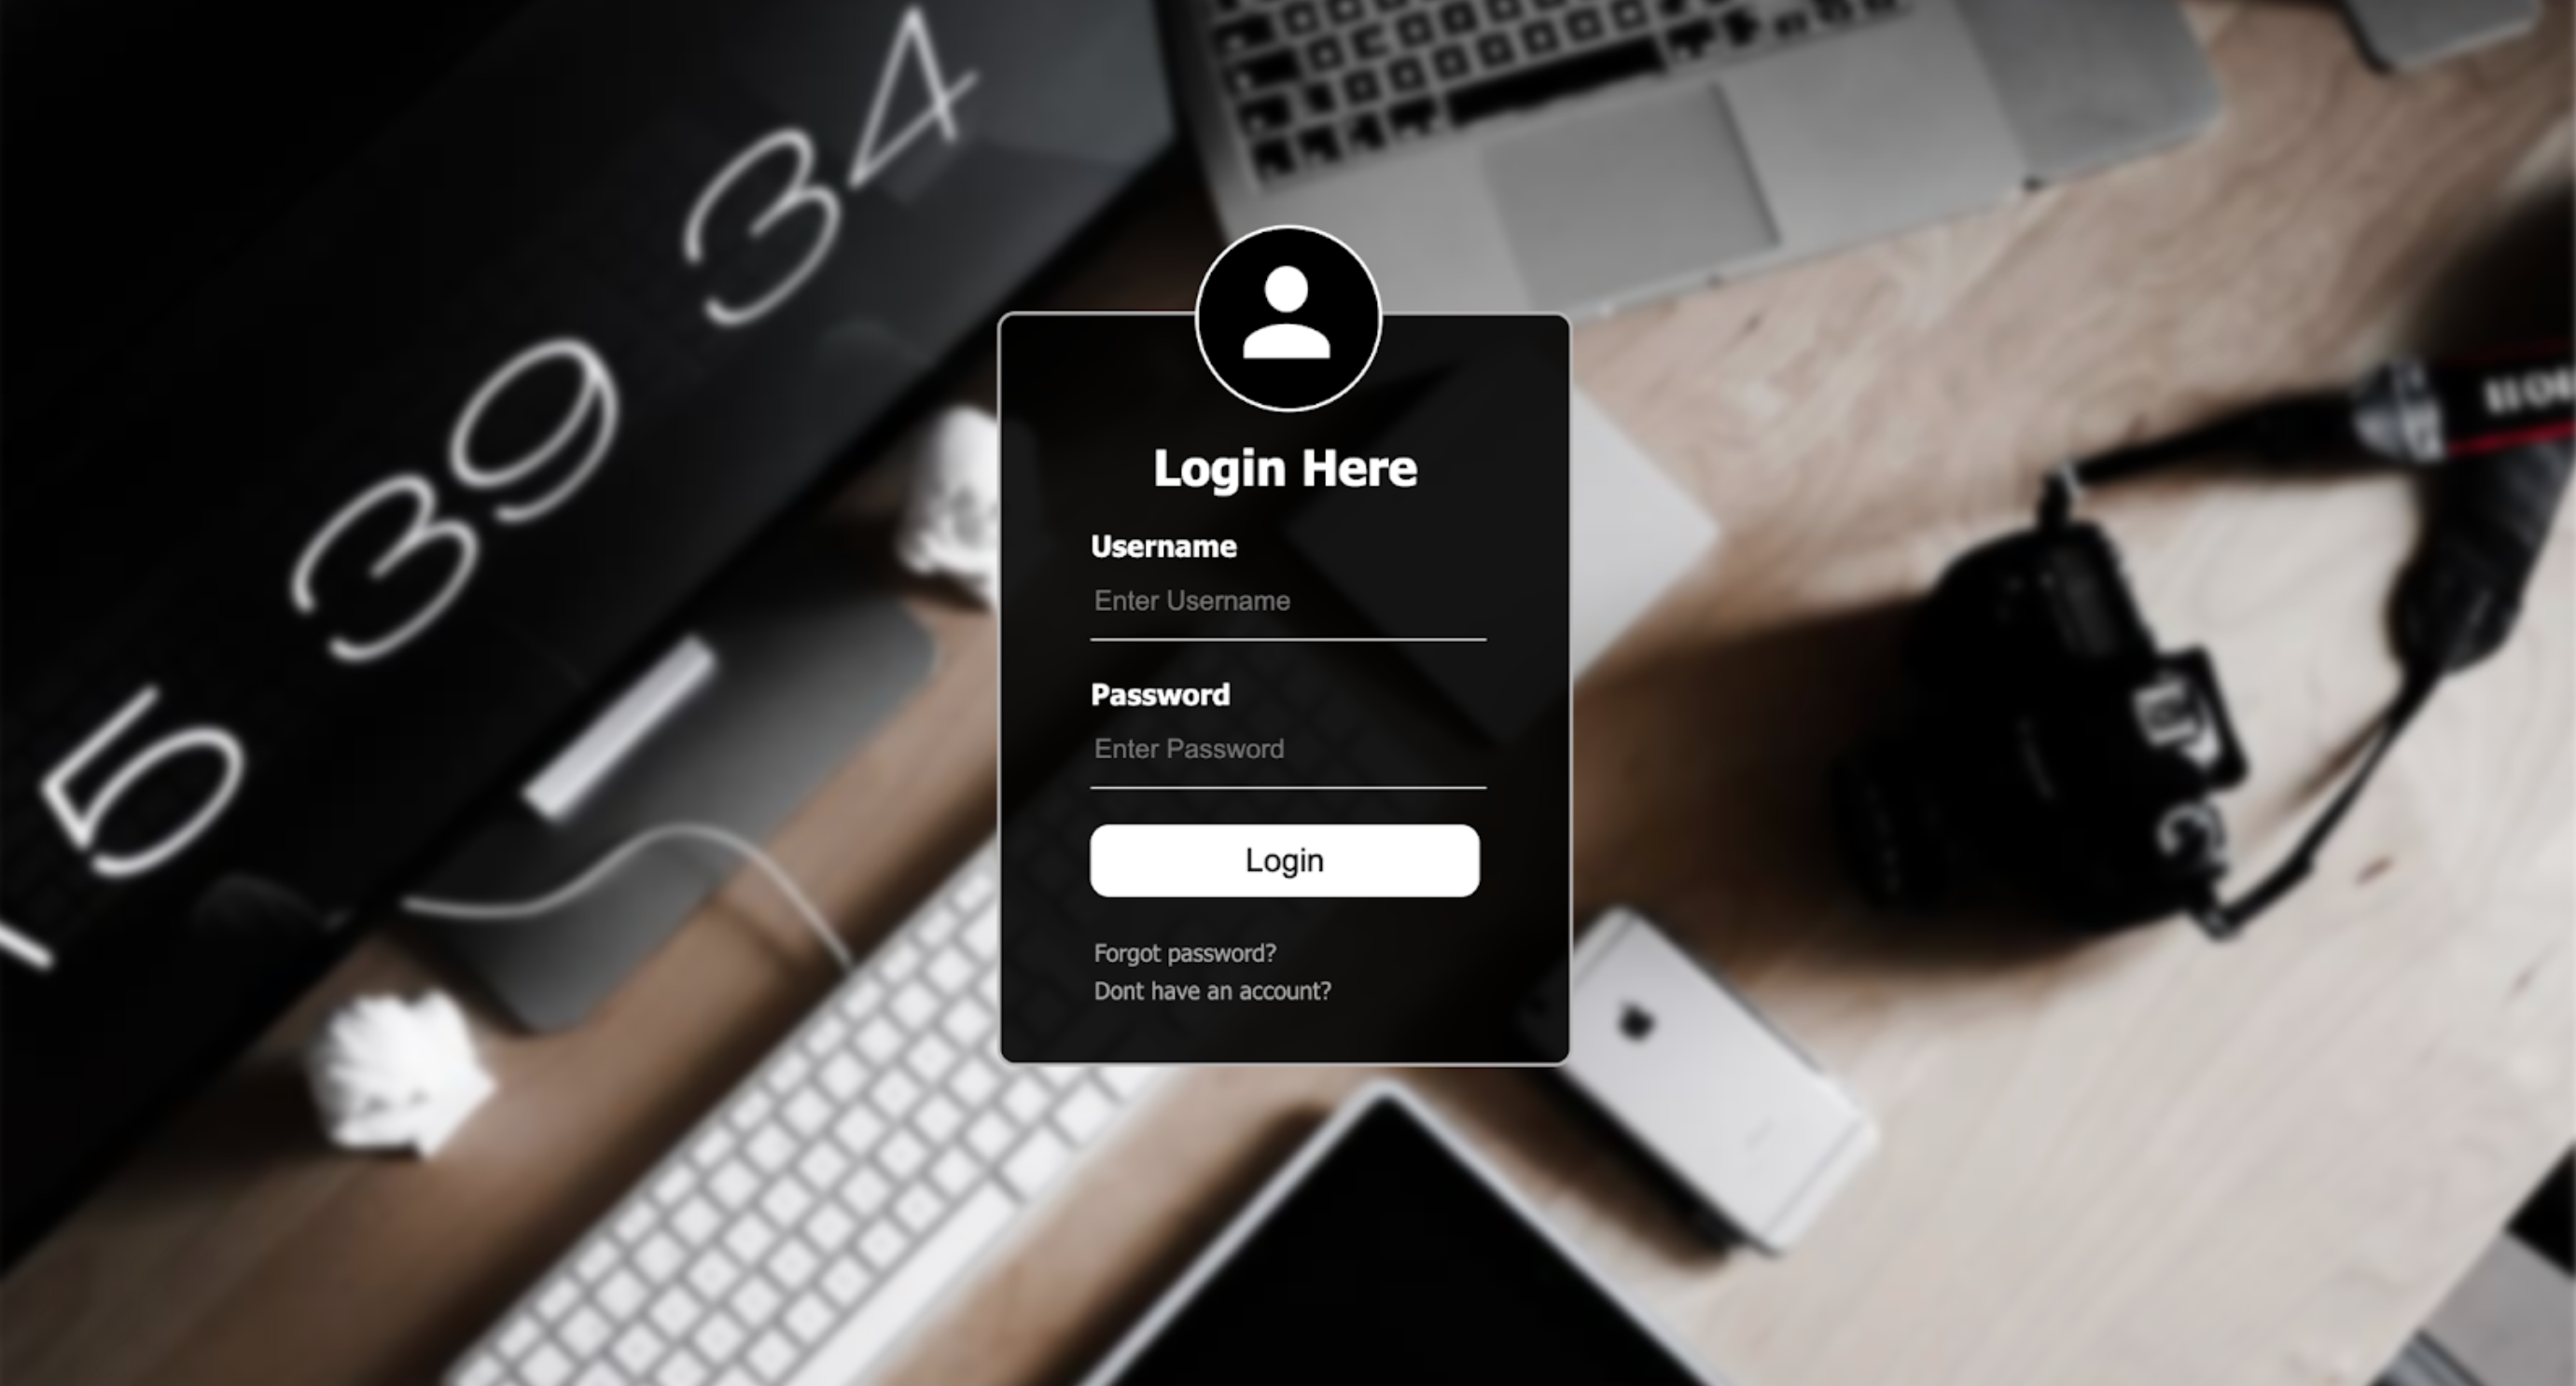 15 39 34
Login Here
Username
Enter Username
Password
Enter Password
Login
Forgot password?
Dont have an account?